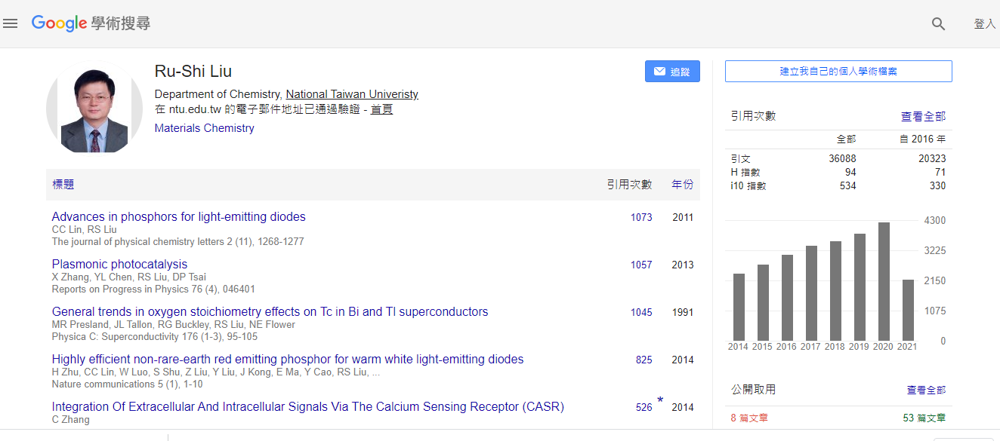 Google 學術搜尋
登入
Ru-Shi Liu
Department of Chemistry, National Taiwan Univeristy
在 ntu.edu.tw 的電子郵件地址已通過驗證 - 首頁
Materials Chemistry
追蹤
標題 引用次數 年份
Advances in phosphors for light-emitting diodes 1073 2011
CC Lin, RS Liu
The journal of physical chemistry letters 2 (11), 1268-1277
Plasmonic photocatalysis 1057 2013
X Zhang, YL Chen, RS Liu, DP Tsai
Reports on Progress in Physics 76 (4), 046401
General trends in oxygen stoichiometry effects on Tc in Bi and Tl superconductors 1045 1991
MR Presland, JL Tallon, RG Buckley, RS Liu, NE Flower
Physica C: Superconductivity 176 (1-3), 95-105
Highly efficient non-rare-earth red emitting phosphor for warm white light-emitting diodes 825 2014
H Zhu, CC Lin, W Luo, S Shu, Z Liu, Y Liu, J Kong, E Ma, Y Cao, RS Liu, ...
Nature communications 5 (1), 1-10
Integration Of Extracellular And Intracellular Signals Via The Calcium Sensing Receptor (CASR) 526 * 2014
C Zhang
建立我自己的個人學術檔案
引用次數 查看全部
全部 自 2016 年
引文 36088 20323
H 指數 94 71
i10 指數 534 330
4300
3225
2150
1075
0
2014 2015 2016 2017 2018 2019 2020 2021
公開取用 查看全部
8 篇文章 53 篇文章